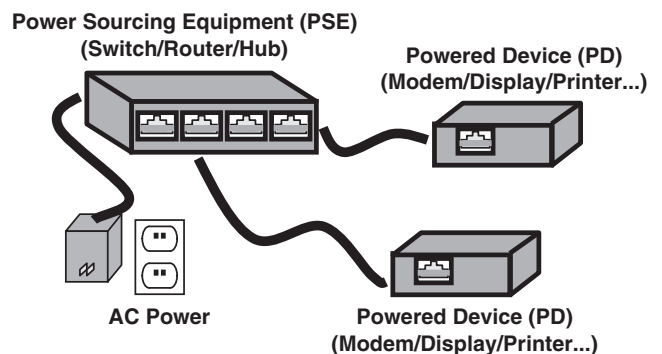 Power Sourcing Equipment (PSE)
(Switch/Router/Hub)
Powered Device (PD)
(Modem/Display/Printer...)
AC Power
Powered Device (PD)
(Modem/Display/Printer...)